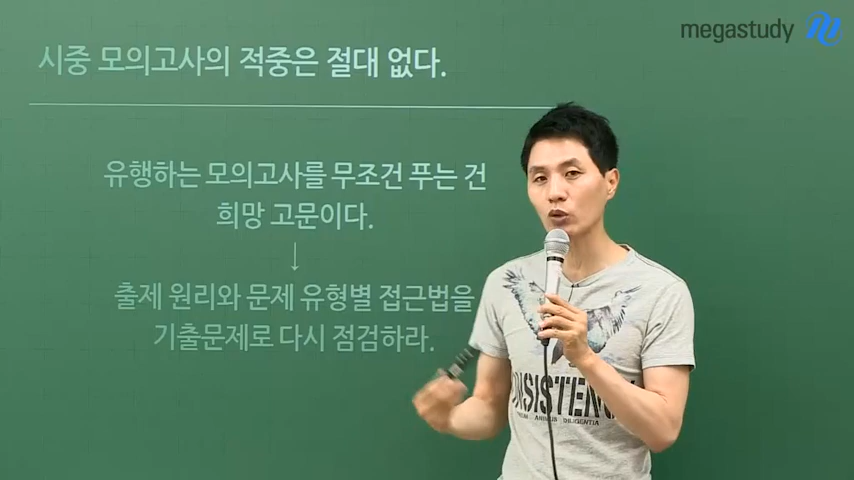 megastudy
시중 모의고사의 적중은 절대 없다.
유행하는 모의고사를 무조건 푸는 건
희망 고문이다.
출제 원리와 문제 유형별 접근법을
기출문제로 다시 점검하라.
NSISTENC
DILIGENTIA